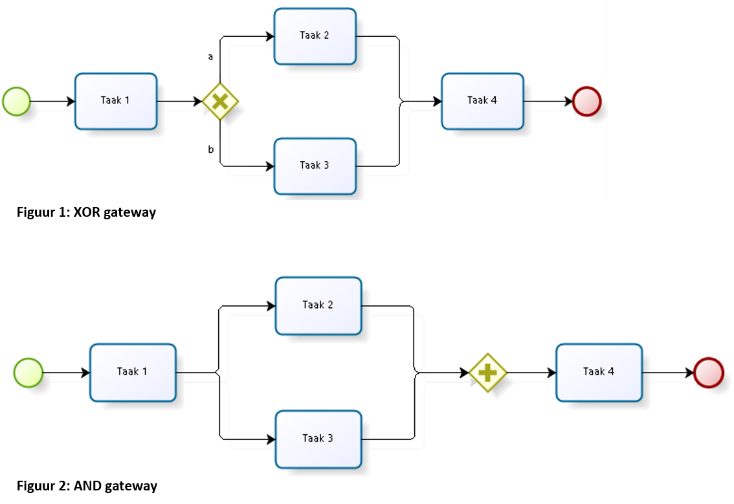 Taak 2
a
Taak 1
Taak 4
b
Taak 3
Figuur 1: XOR gateway
Taak 2
Taak 1
Taak 4
Taak 3
Figuur 2: AND gateway